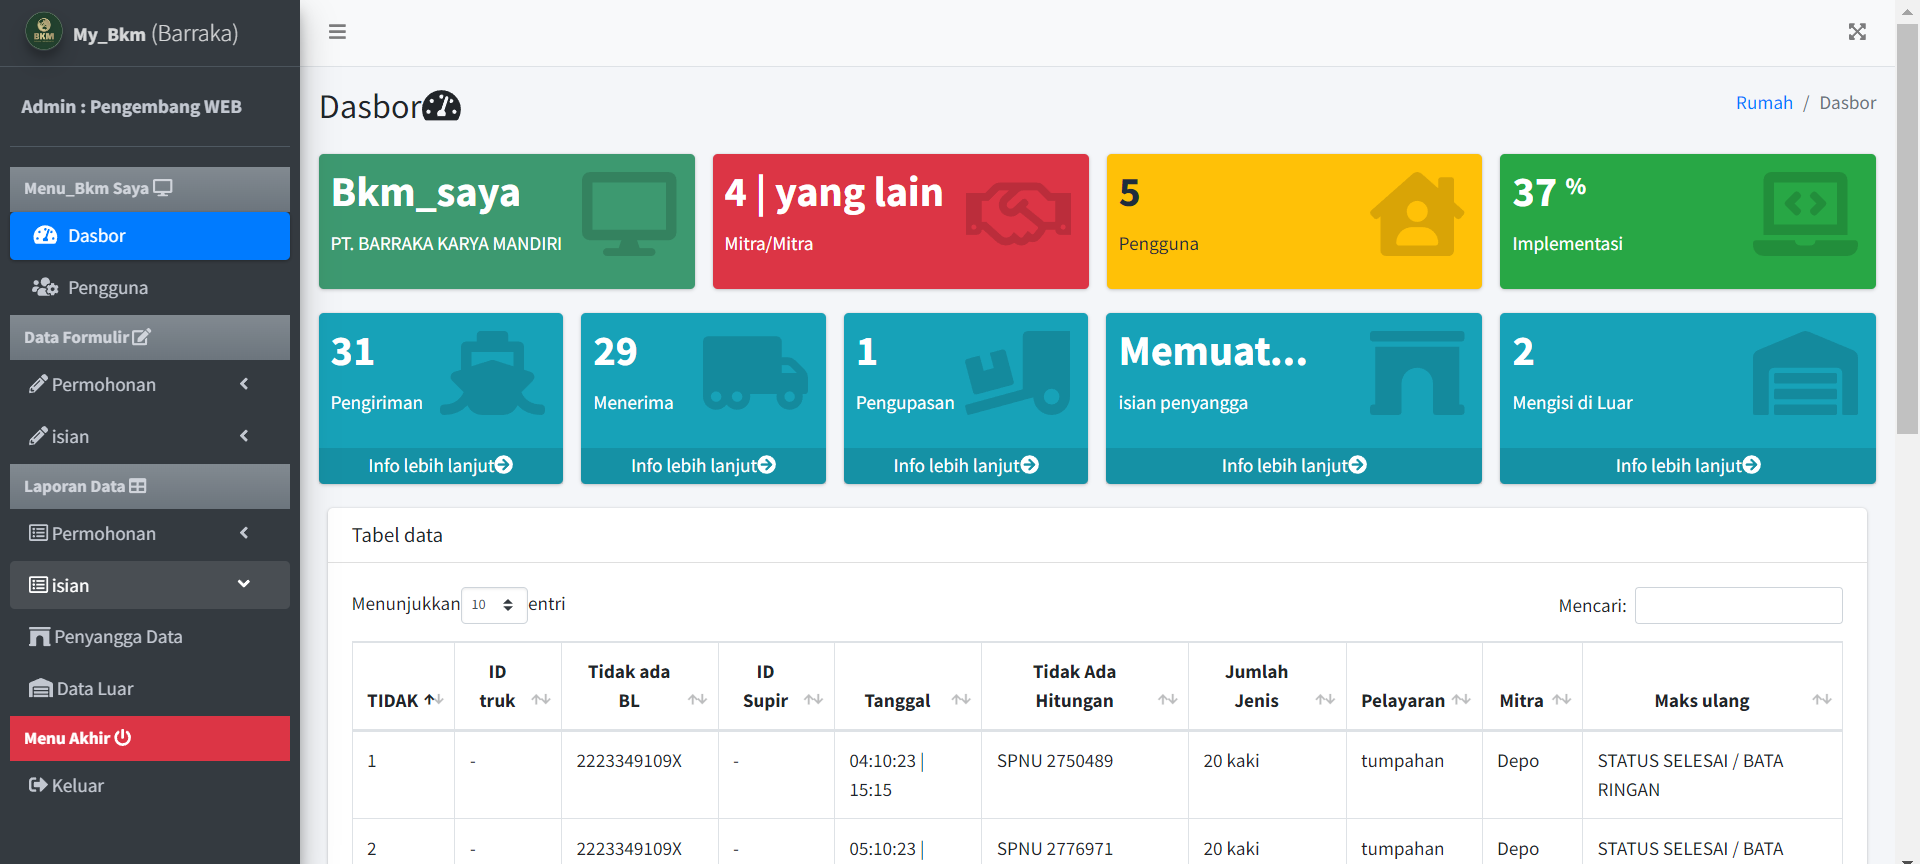 BKM
My_Bkm (Barraka)
Admin : Pengembang WEB
Menu_Bkm Saya
Dasbor
Pengguna
Data Formulir
Permohonan
isian
Laporan Data
Permohonan
isian
Penyangga Data
Data Luar
Menu Akhir
Keluar
Dasbor
Rumah / Dasbor
Bkm_saya
PT. BARRAKA KARYA MANDIRI
4 | yang lain
Mitra/Mitra
5
Pengguna
37 %
Implementasi
31
Pengiriman
Info lebih lanjut
29
Menerima
Info lebih lanjut
1
Pengupasan
Info lebih lanjut
Memuat...
isian penyangga
Info lebih lanjut
2
Mengisi di Luar
Info lebih lanjut
Tabel data
Menunjukkan 10 entri
Mencari:
TIDAK
ID
truk
Tidak ada
BL
ID
Supir
Tanggal
Tidak Ada
Hitungan
Jumlah
Jenis
Pelayaran
Mitra
Maks ulang
1 - 2223349109X - 04:10:23 | SPNU 2750489 20 kaki tumpahan Depo STATUS SELESAI / BATA
15:15 RINGAN
2 - 2223349109X - 05:10:23 | SPNU 2776971 20 kaki tumpahan Depo STATUS SELESAI / BATA